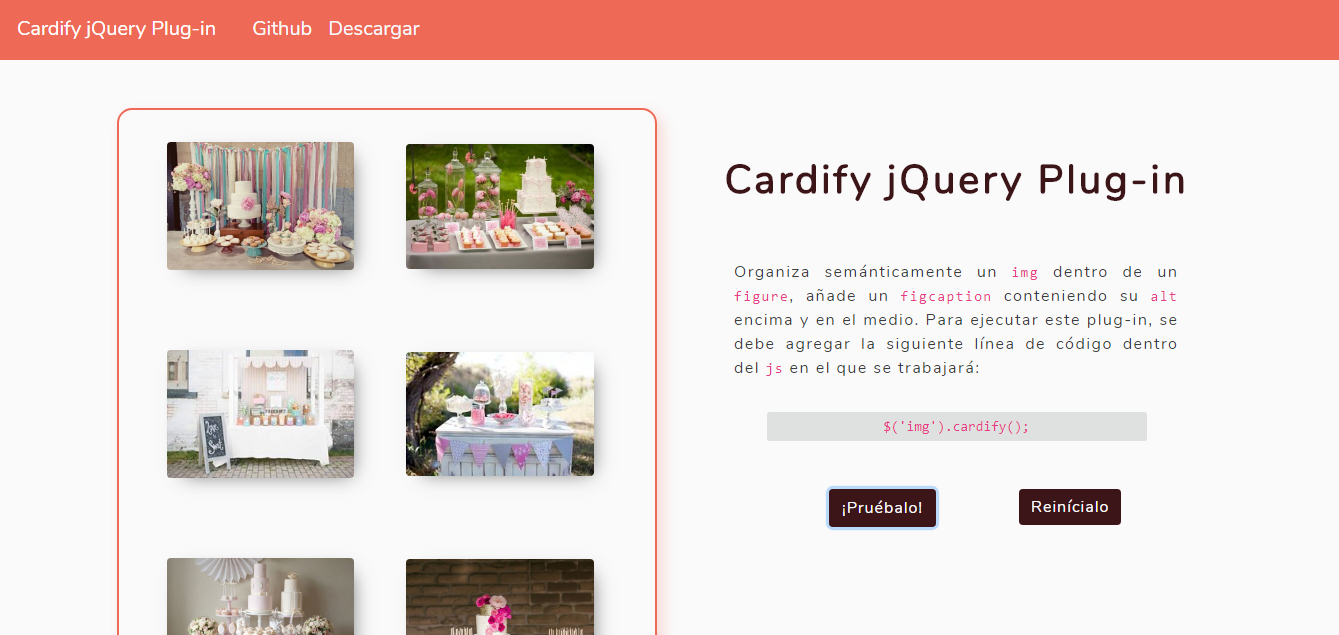 Cardify jQuery Plug-in Github Descargar
Cardify jQuery Plug-in
Organiza semánticamente un img dentro de un
figure, añade un figcaption conteniendo su alt
encima y en el medio. Para ejecutar este plug-in, se
debe agregar la siguiente línea de código dentro
del js en el que se trabajará:
$('img').cardify();
¡Pruébalo! Reinícialo